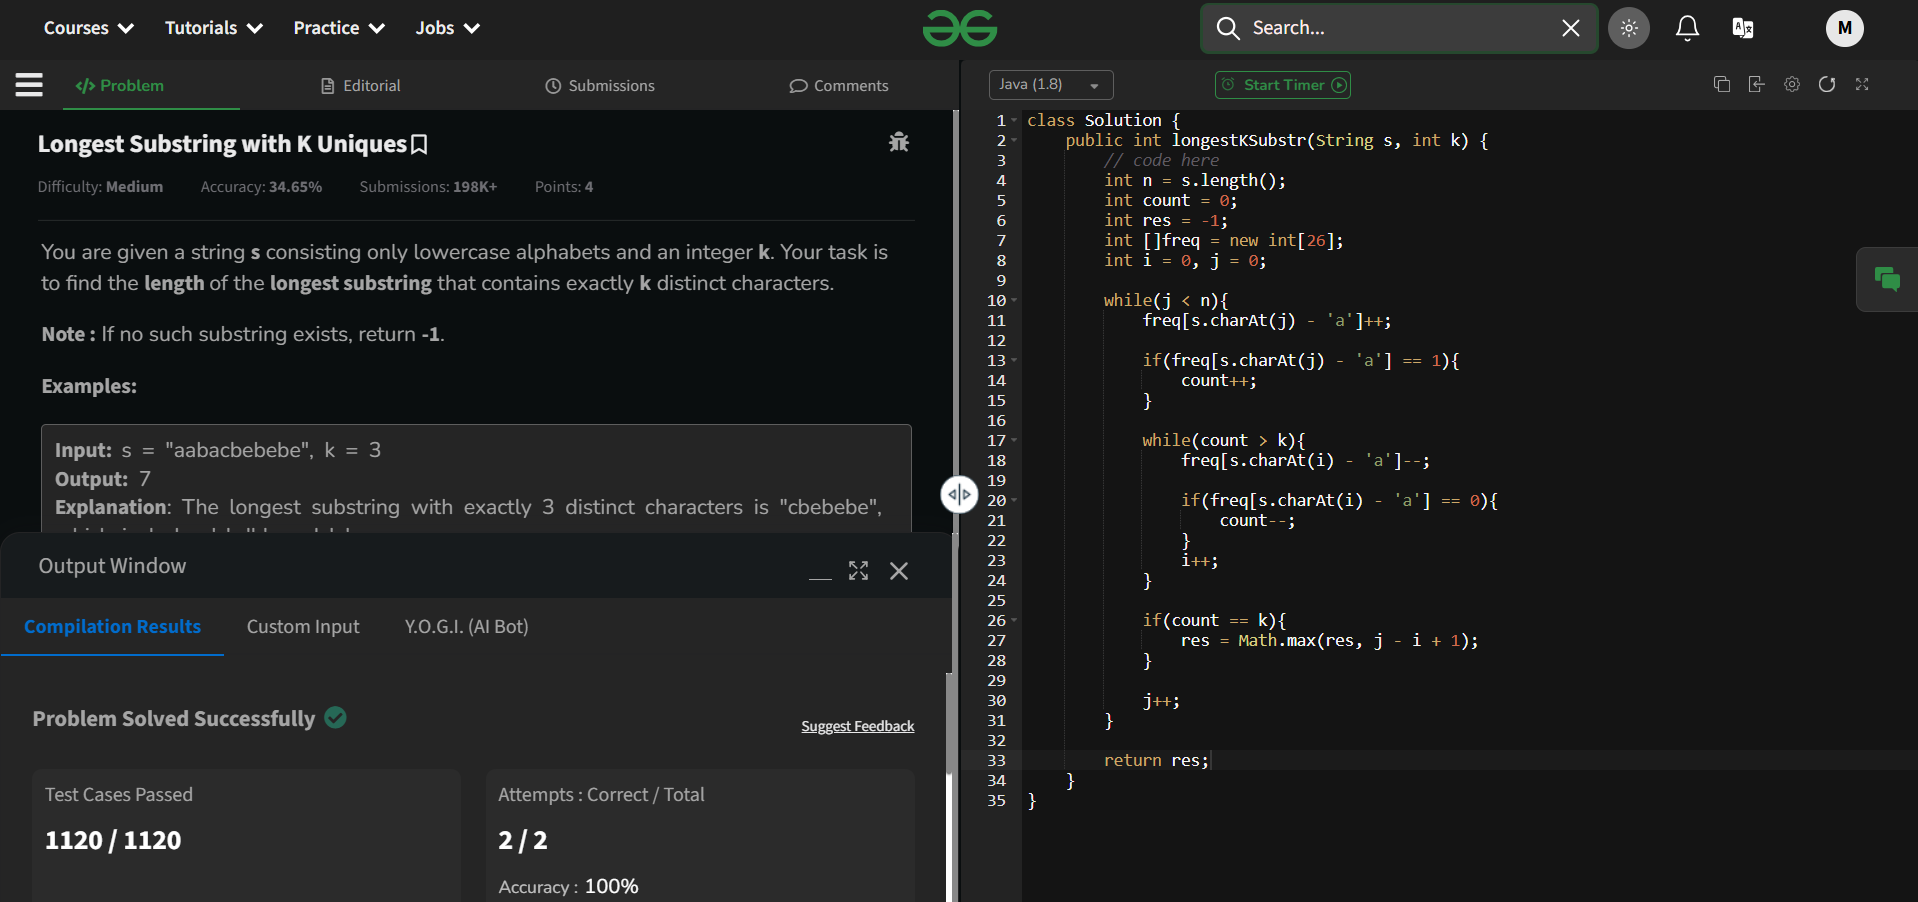 Courses Tutorials Practice Jobs
Search...
M
</> Problem Editorial Submissions Comments
Java (1.8) Start Timer
Longest Substring with K Uniques
Difficulty: Medium Accuracy: 34.65% Submissions: 198K+ Points: 4
You are given a string s consisting only lowercase alphabets and an integer k. Your task is
to find the length of the longest substring that contains exactly k distinct characters.
Note : If no such substring exists, return -1.
Examples:
Input: s = "aabacbebebe", k = 3
Output: 7
Explanation: The longest substring with exactly 3 distinct characters is "cbebebe",
Output Window
Compilation Results Custom Input Y.O.G.I. (AI Bot)
Problem Solved Successfully
Suggest Feedback
Test Cases Passed
1120 / 1120
Attempts : Correct / Total
2 / 2
Accuracy : 100%
1 class Solution {
2 public int longestKSubstr(String s, int k) {
3 // code here
4 int n = s.length();
5 int count = 0;
6 int res = -1;
7 int []freq = new int[26];
8 int i = 0, j = 0;
9
10 while(j < n){
11 freq[s.charAt(j) - 'a']++;
12
13 if(freq[s.charAt(j) - 'a'] == 1){
14 count++;
15 }
16
17 while(count > k){
18 freq[s.charAt(i) - 'a']--;
19
20 if(freq[s.charAt(i) - 'a'] == 0){
21 count--;
22 }
23 i++;
24 }
25
26 if(count == k){
27 res = Math.max(res, j - i + 1);
28 }
29
30 j++;
31 }
32
33 return res;
34 }
35 }